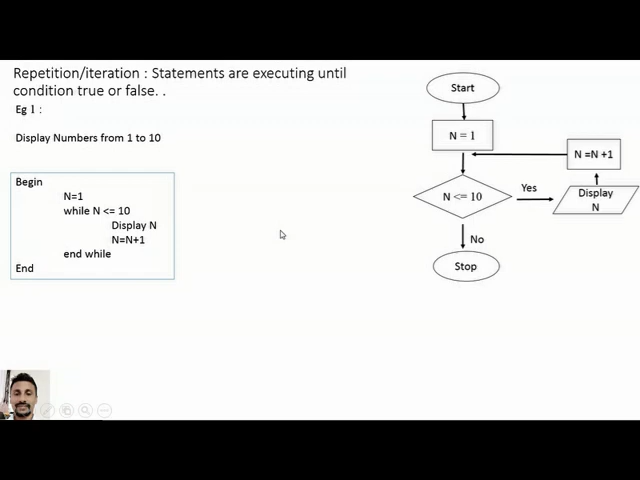 Repetition/iteration : Statements are executing until
condition true or false. .
Eg 1 :
Display Numbers from 1 to 10
Begin
N=1
while N <= 10
Display N
N=N+1
end while
End
Start
N = 1
N =N +1
N <= 10
Yes
Display
N
No
Stop